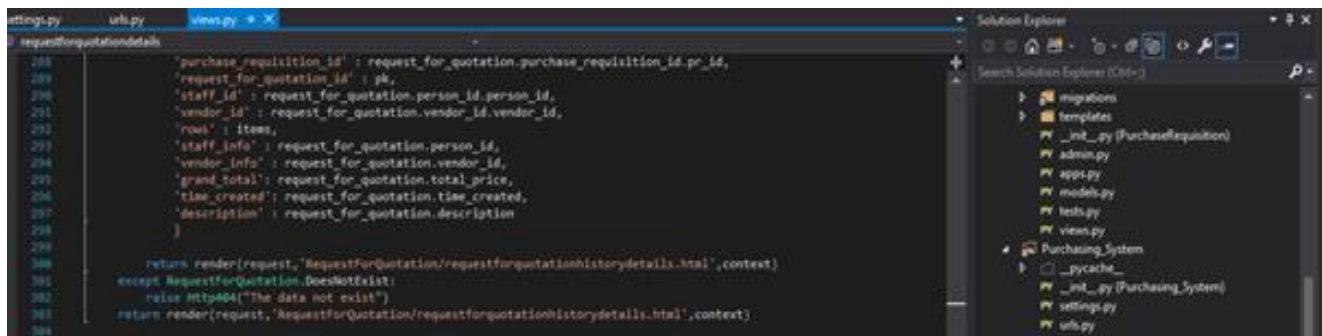 settings.py urls.py views.py
requestforquotationdetails
288 'purchase_requisition_id' : request_for_quotation.purchase_requisition_id.pr_id,
289 'request_for_quotation_id' : pk,
290 'staff_id' : request_for_quotation.person_id.person_id,
291 'vendor_id' : request_for_quotation.vendor_id.vendor_id,
292 'rows' : items,
293 'staff_info' : request_for_quotation.person_id,
294 'vendor_info' : request_for_quotation.vendor_id,
295 'grand_total': request_for_quotation.total_price,
296 'time_created': request_for_quotation.time_created,
297 'description' : request_for_quotation.description
298 }
299
300 return render(request,'RequestForQuotation/requestforquotationhistorydetails.html',context)
301 except RequestForQuotation.DoesNotExist:
302 raise Http404("The data not exist")
303 return render(request,'RequestForQuotation/requestforquotationhistorydetails.html',context)
304
Solution Explorer
Search Solution Explorer (Ctrl+;)
migrations
templates
__init__.py (PurchaseRequisition)
admin.py
apps.py
models.py
tests.py
views.py
Purchasing_System
__pycache__
__init__.py (Purchasing_System)
settings.py
urls.py